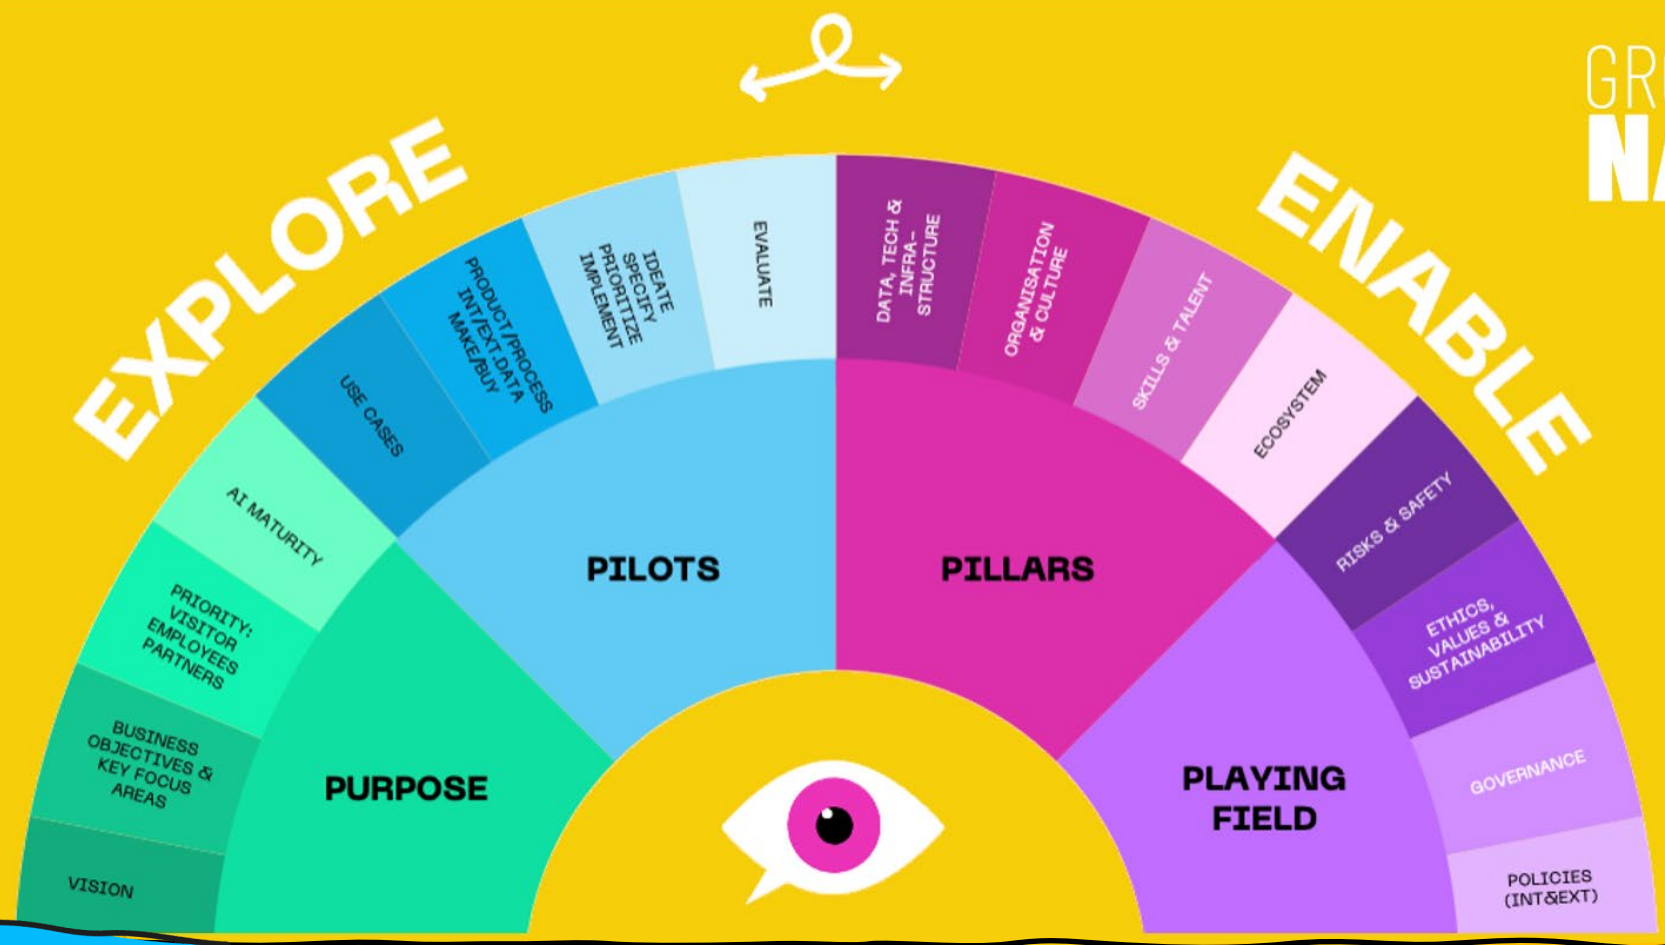 EXPLORE
ENABLE
PURPOSE
VISION
BUSINESS
OBJECTIVES &
KEY FOCUS
AREAS
PRIORITY:
VISITOR
EMPLOYEES
PARTNERS
AI MATURITY
PILOTS
USE CASES
PRODUCT/PROCESS
INT/EXT.DATA
MAKE/BUY
IDEATE
SPECIFY
PRIORITIZE
IMPLEMENT
EVALUATE
PILLARS
DATA, TECH &
INFRA-
STRUCTURE
ORGANISATION
& CULTURE
SKILLS & TALENT
ECOSYSTEM
PLAYING
FIELD
RISKS & SAFETY
ETHICS,
VALUES &
SUSTAINABILITY
GOVERNANCE
POLICIES
(INT&EXT)